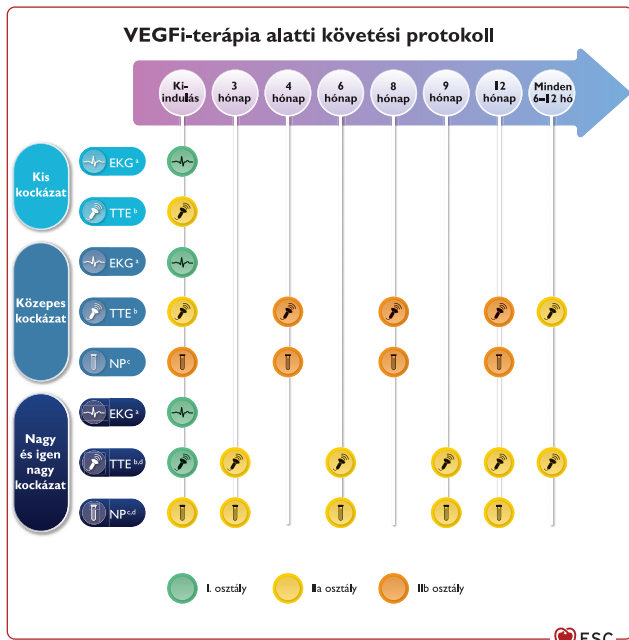 VEGFi-terápia alatti követési protokoll
Ki-
indulás
3
hónap
4
hónap
6
hónap
8
hónap
9
hónap
12
hónap
Minden
6–12 hó
Kis
kockázat
EKG a
TTE b
Közepes
kockázat
EKG a
TTE b
NP c
Nagy
és igen
nagy
kockázat
EKG a
TTE b,d
NP c,d
I. osztály
IIa osztály
IIb osztály
ESC